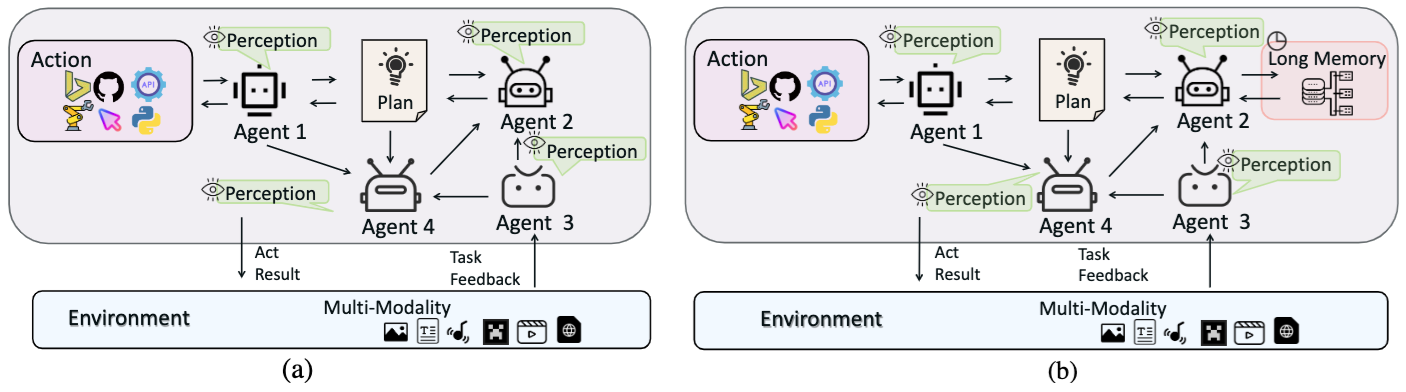 Perception
Perception
Action
API
Agent 1
Plan
Agent 2
Perception
Perception
Agent 4
Agent 3
Act
Result
Task
Feedback
Environment
Multi-Modality
T
(a)
Perception
Perception
Action
API
Agent 1
Plan
Agent 2
Long Memory
Perception
Perception
Agent 4
Agent 3
Act
Result
Task
Feedback
Environment
Multi-Modality
T
(b)